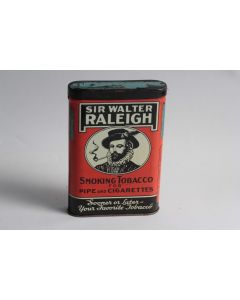 SIR WALTER
RALEIGH
SMOKING TOBACCO
FOR
PIPE AND CIGARETTES
Sooner or Later-
Your Favorite Tobacco